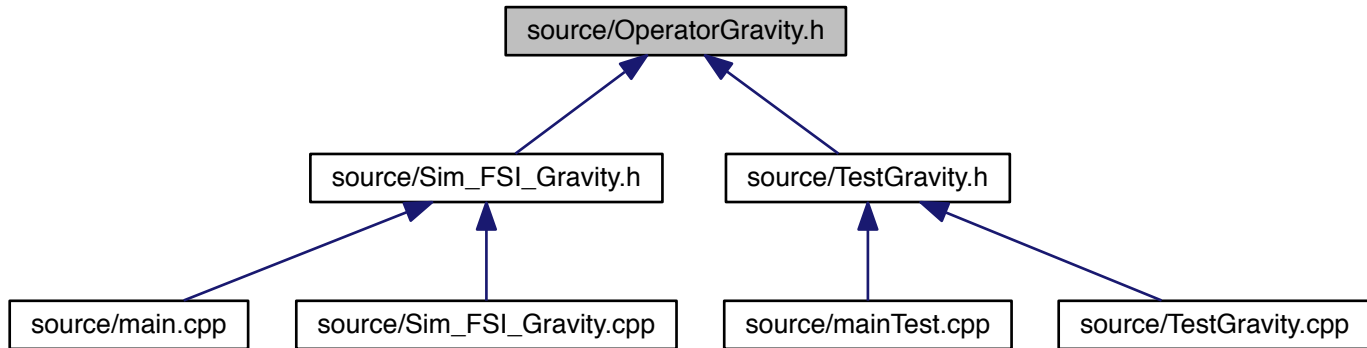 source/OperatorGravity.h
source/Sim_FSI_Gravity.h
source/TestGravity.h
source/main.cpp
source/Sim_FSI_Gravity.cpp
source/mainTest.cpp
source/TestGravity.cpp